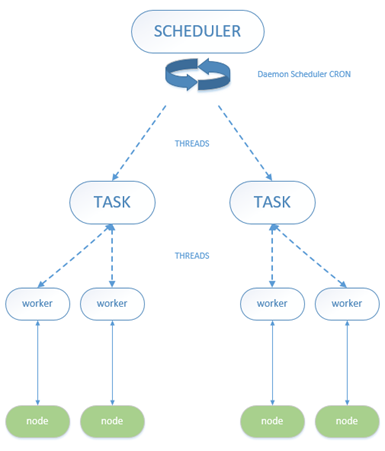 SCHEDULER
Daemon Scheduler CRON
THREADS
TASK
TASK
THREADS
worker
worker
worker
worker
node
node
node
node